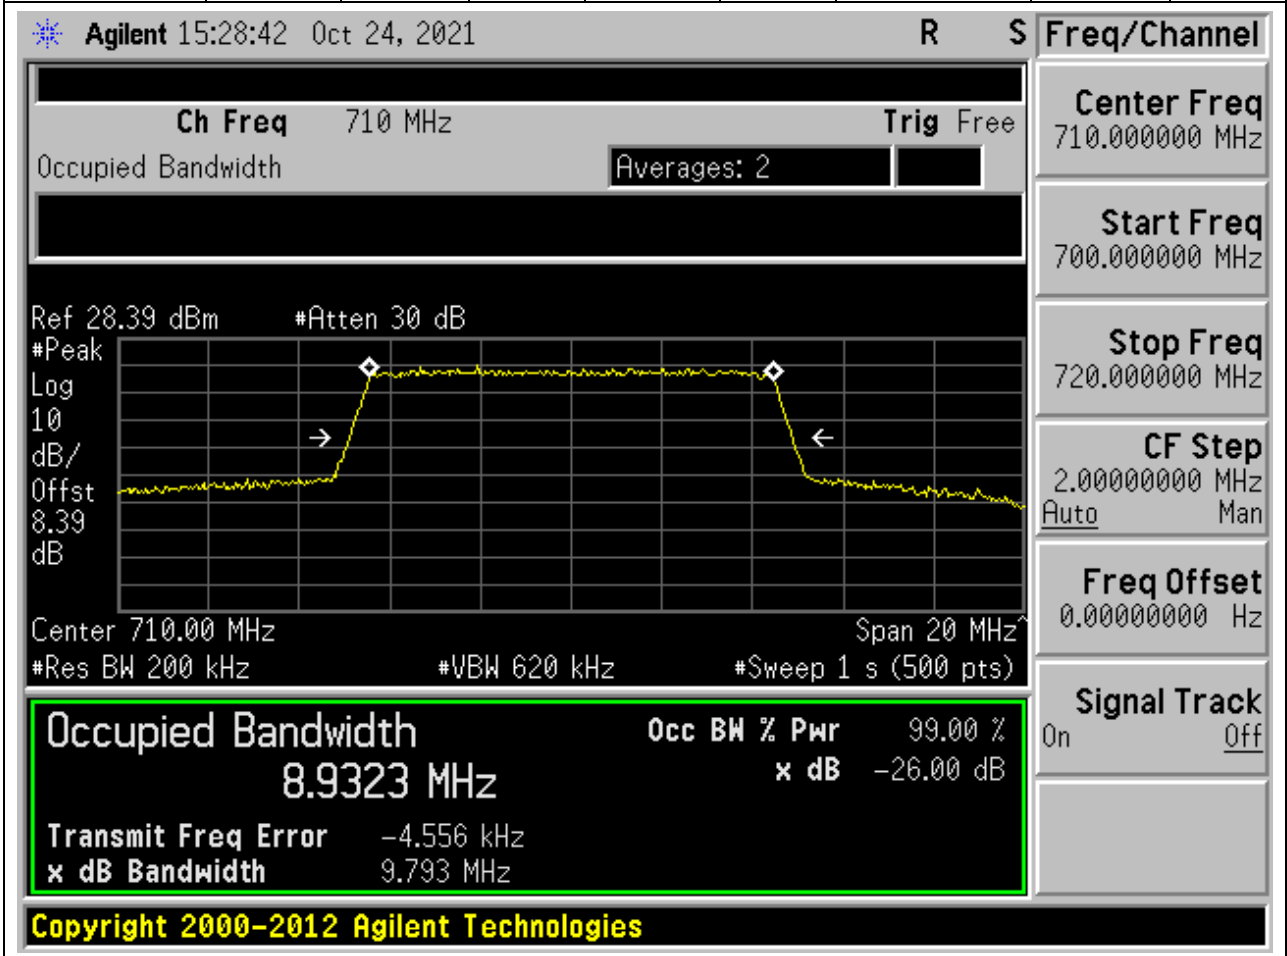 Agilent 15:28:42 Oct 24, 2021 R S
Freq/Channel
Ch Freq 710 MHz Trig Free
Occupied Bandwidth Averages: 2
Ref 28.39 dBm #Atten 30 dB
#Peak
Log
10
dB/
Offst
8.39
dB
Center 710.00 MHz Span 20 MHz^
#Res BW 200 kHz #VBW 620 kHz #Sweep 1 s (500 pts)
Occupied Bandwidth Occ BW % Pwr 99.00 %
8.9323 MHz x dB -26.00 dB
Transmit Freq Error -4.556 kHz
x dB Bandwidth 9.793 MHz
Center Freq
710.000000 MHz
Start Freq
700.000000 MHz
Stop Freq
720.000000 MHz
CF Step
2.00000000 MHz
Auto Man
Freq Offset
0.00000000 Hz
Signal Track
On Off
Copyright 2000-2012 Agilent Technologies